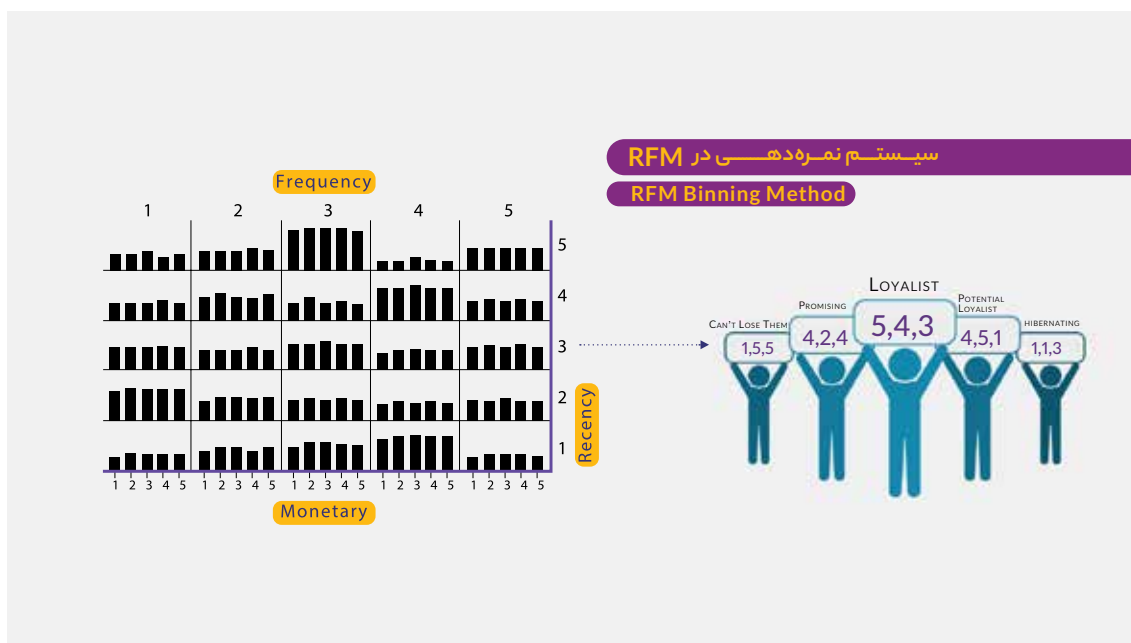 سیستم نمره‌دهی در RFM
RFM Binning Method
Frequency
1 2 3 4 5
5
4
3
2
1
Recency
1 2 3 4 5 1 2 3 4 5 1 2 3 4 5 1 2 3 4 5 1 2 3 4 5
Monetary
CAN'T LOSE THEM
1,5,5
PROMISING
4,2,4
LOYALIST
5,4,3
POTENTIAL
LOYALIST
4,5,1
HIBERNATING
1,1,3